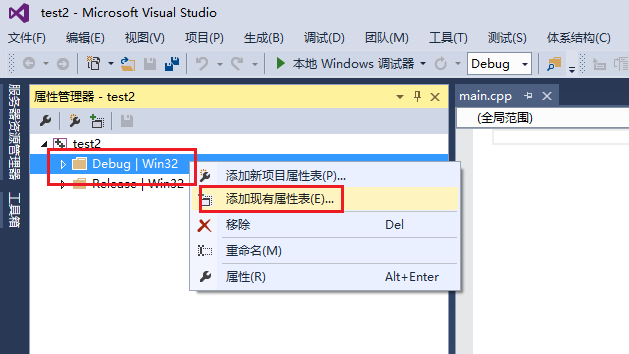 test2 - Microsoft Visual Studio
文件(F) 编辑(E) 视图(V) 项目(P) 生成(B) 调试(D) 团队(M) 工具(T) 测试(S) 体系结构(C)
本地 Windows 调试器 Debug
服务器资源管理器
工具箱
属性管理器 - test2
main.cpp
(全局范围)
test2
Debug | Win32
Release | Win32
添加新项目属性表(P)...
添加现有属性表(E)...
移除 Del
重命名(M)
属性(R) Alt+Enter